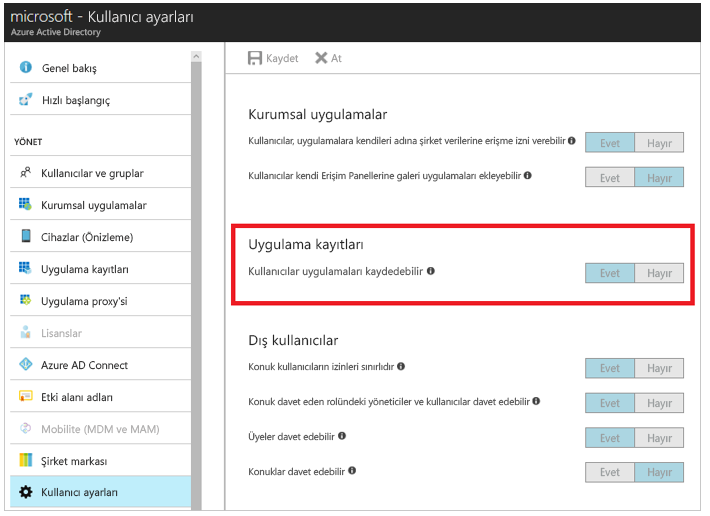 microsoft - Kullanıcı ayarları
Azure Active Directory
Genel bakış
Hızlı başlangıç
YÖNET
Kullanıcılar ve gruplar
Kurumsal uygulamalar
Cihazlar (Önizleme)
Uygulama kayıtları
Uygulama proxy'si
Lisanslar
Azure AD Connect
Etki alanı adları
Mobilite (MDM ve MAM)
Şirket markası
Kullanıcı ayarları
Kaydet At
Kurumsal uygulamalar
Kullanıcılar, uygulamalara kendileri adına şirket verilerine erişme izni verebilir Evet Hayır
Kullanıcılar kendi Erişim Panellerine galeri uygulamaları ekleyebilir Evet Hayır
Uygulama kayıtları
Kullanıcılar uygulamaları kaydedebilir Evet Hayır
Dış kullanıcılar
Konuk kullanıcıların izinleri sınırlıdır Evet Hayır
Konuk davet eden rolündeki yöneticiler ve kullanıcılar davet edebilir Evet Hayır
Üyeler davet edebilir Evet Hayır
Konuklar davet edebilir Evet Hayır